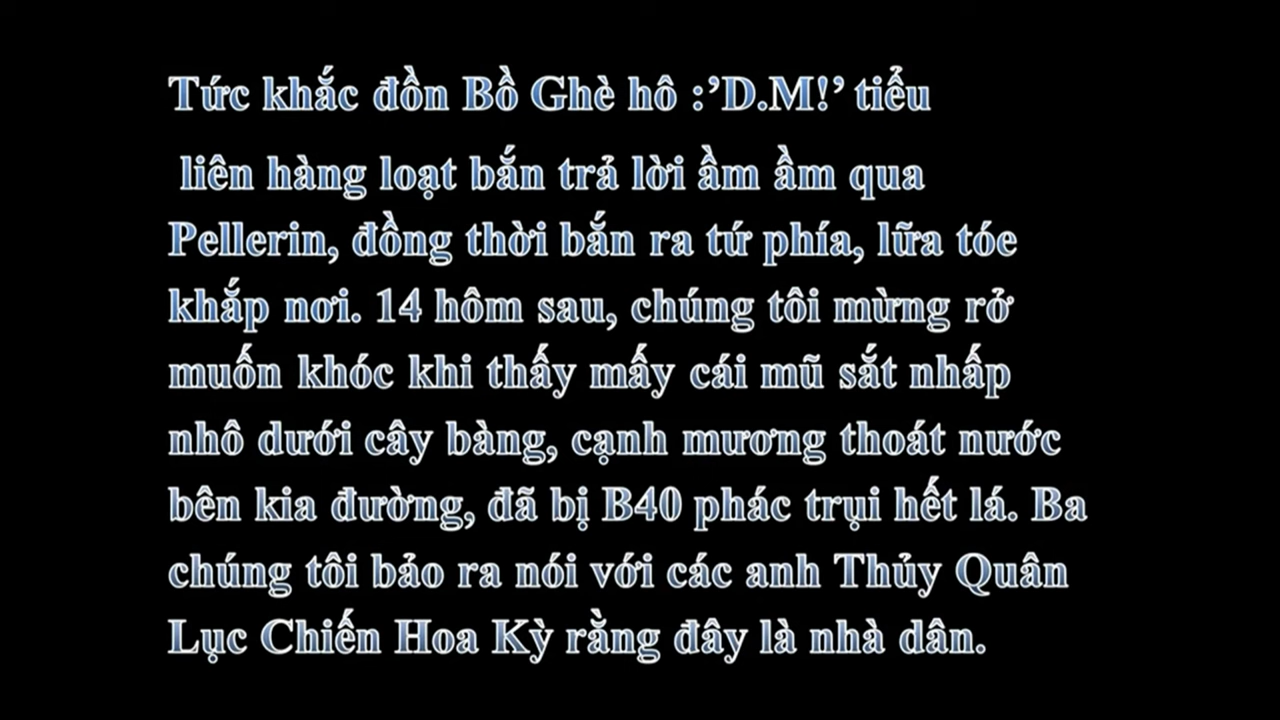 Tức khắc đồn Bồ Ghè hô :’D.M!’ tiểu
liên hàng loạt bắn trả lời ầm ầm qua
Pellerin, đồng thời bắn ra tứ phía, lữa tóe
khắp nơi. 14 hôm sau, chúng tôi mừng rở
muốn khóc khi thấy mấy cái mũ sắt nhấp
nhô dưới cây bàng, cạnh mương thoát nước
bên kia đường, đã bị B40 phác trụi hết lá. Ba
chúng tôi bảo ra nói với các anh Thủy Quân
Lục Chiến Hoa Kỳ rằng đây là nhà dân.